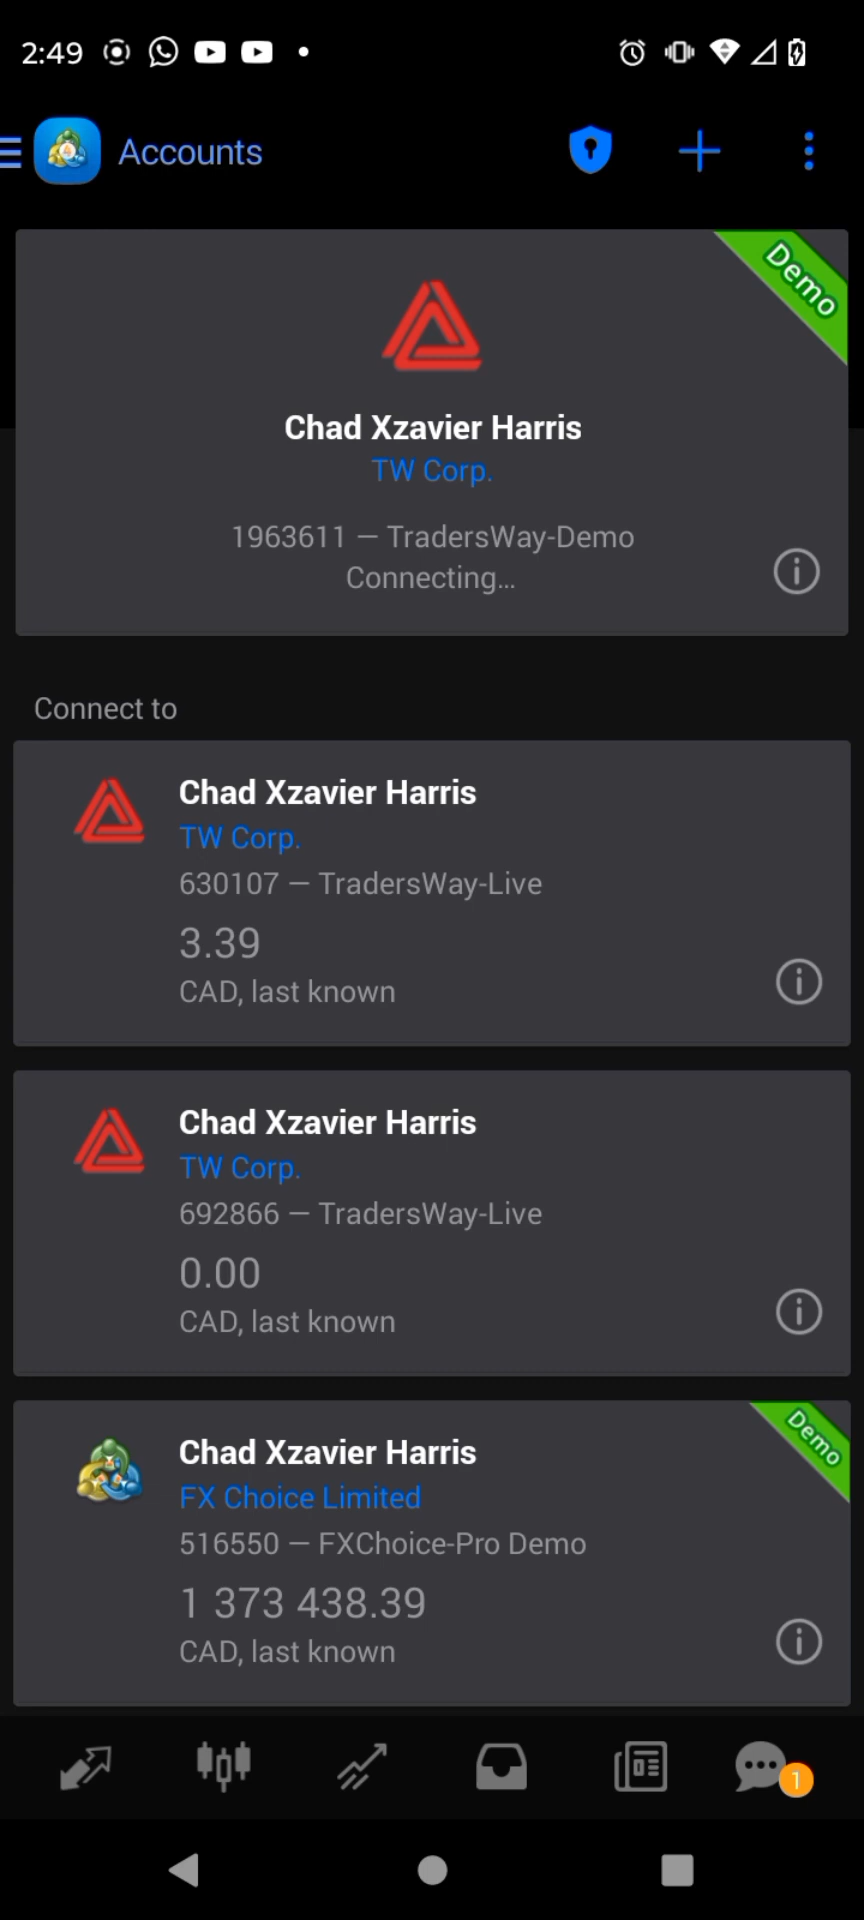 2:49
Accounts
Demo
Chad Xzavier Harris
TW Corp.
1963611 — TradersWay-Demo
Connecting...
Connect to
Chad Xzavier Harris
TW Corp.
630107 — TradersWay-Live
3.39
CAD, last known
Chad Xzavier Harris
TW Corp.
692866 — TradersWay-Live
0.00
CAD, last known
Demo
Chad Xzavier Harris
FX Choice Limited
516550 — FXChoice-Pro Demo
1 373 438.39
CAD, last known
1